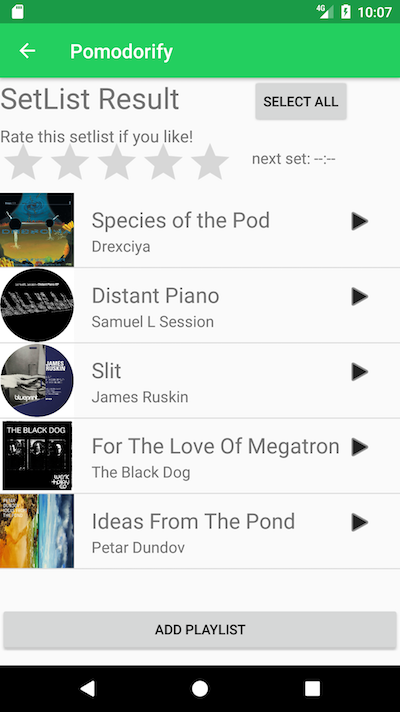 4G 10:07
Pomodorify
SetList Result
SELECT ALL
Rate this setlist if you like!
next set: --:--
Species of the Pod
Drexciya
DREXCIYA
Distant Piano
Samuel L Session
Slit
James Ruskin
JAMES
RUSKIN
blueprint
For The Love Of Megatron
The Black Dog
THE BLACK DOG
Ideas From The Pond
Petar Dundov
ADD PLAYLIST